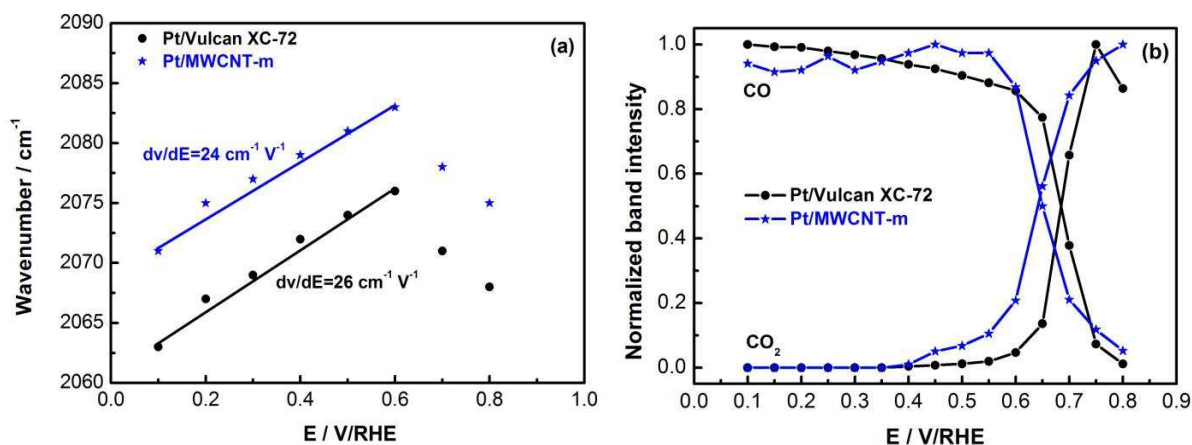 (a)
Pt/Vulcan XC-72
Pt/MWCNT-m
2090
2080
2070
2060
Wavenumber / cm⁻¹
dv/dE=24 cm⁻¹ V⁻¹
dv/dE=26 cm⁻¹ V⁻¹
0.0 0.2 0.4 0.6 0.8 1.0
E / V/RHE
(b)
1.0
0.8
0.6
0.4
0.2
0.0
Normalized band intensity
CO
Pt/Vulcan XC-72
Pt/MWCNT-m
CO₂
0.0 0.1 0.2 0.3 0.4 0.5 0.6 0.7 0.8 0.9
E / V/RHE